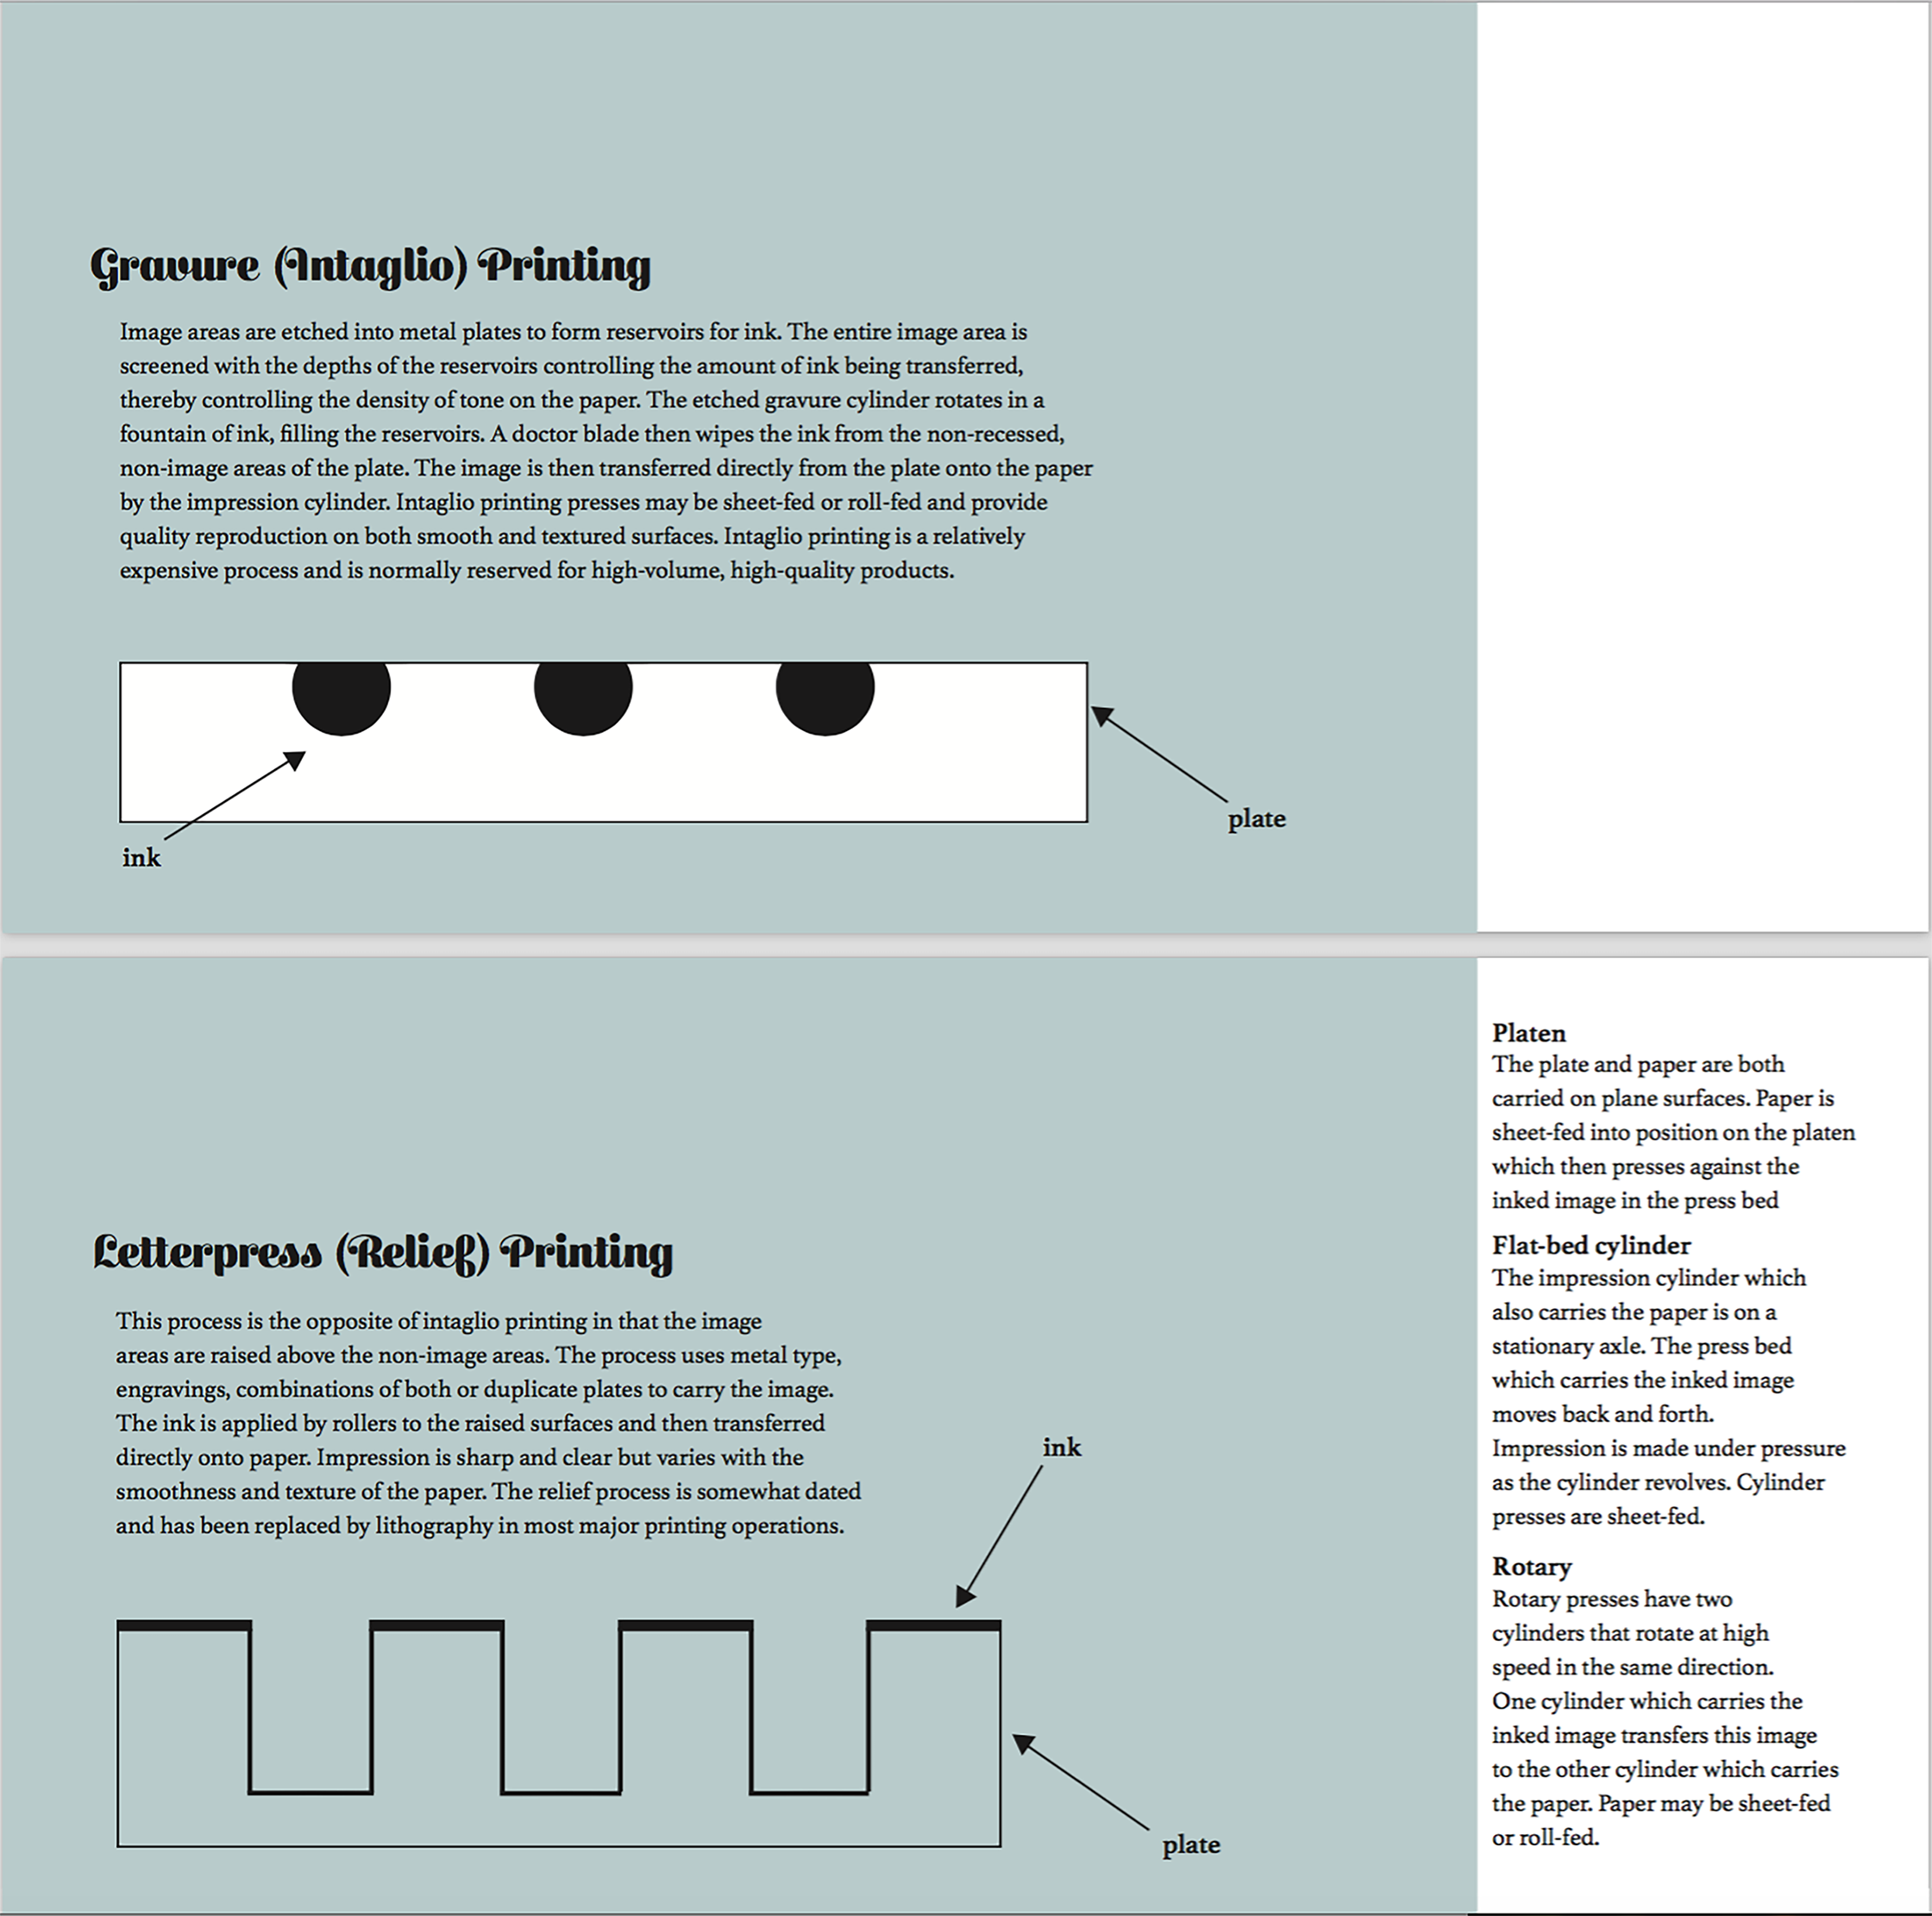 Gravure (Intaglio) Printing
Image areas are etched into metal plates to form reservoirs for ink. The entire image area is
screened with the depths of the reservoirs controlling the amount of ink being transferred,
thereby controlling the density of tone on the paper. The etched gravure cylinder rotates in a
fountain of ink, filling the reservoirs. A doctor blade then wipes the ink from the non-recessed,
non-image areas of the plate. The image is then transferred directly from the plate onto the paper
by the impression cylinder. Intaglio printing presses may be sheet-fed or roll-fed and provide
quality reproduction on both smooth and textured surfaces. Intaglio printing is a relatively
expensive process and is normally reserved for high-volume, high-quality products.
plate
ink
Letterpress (Relief) Printing
This process is the opposite of intaglio printing in that the image
areas are raised above the non-image areas. The process uses metal type,
engravings, combinations of both or duplicate plates to carry the image.
The ink is applied by rollers to the raised surfaces and then transferred
directly onto paper. Impression is sharp and clear but varies with the
smoothness and texture of the paper. The relief process is somewhat dated
and has been replaced by lithography in most major printing operations.
ink
plate
Platen
The plate and paper are both
carried on plane surfaces. Paper is
sheet-fed into position on the platen
which then presses against the
inked image in the press bed
Flat-bed cylinder
The impression cylinder which
also carries the paper is on a
stationary axle. The press bed
which carries the inked image
moves back and forth.
Impression is made under pressure
as the cylinder revolves. Cylinder
presses are sheet-fed.
Rotary
Rotary presses have two
cylinders that rotate at high
speed in the same direction.
One cylinder which carries the
inked image transfers this image
to the other cylinder which carries
the paper. Paper may be sheet-fed
or roll-fed.